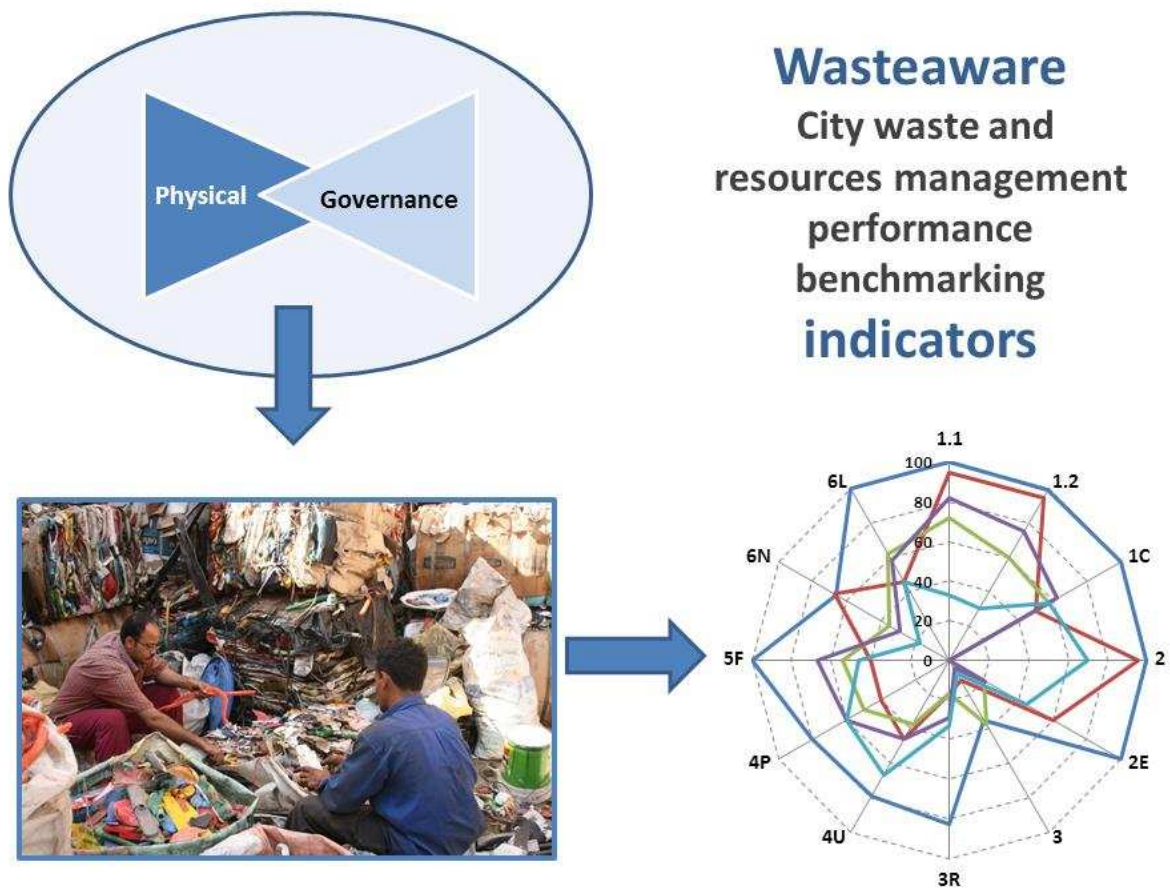 Physical
Governance
Wasteaware
City waste and
resources management
performance
benchmarking
indicators
1.1
100
6L
1.2
80
60
6N
1C
40
20
5F
0
2
4P
2E
4U
3
3R